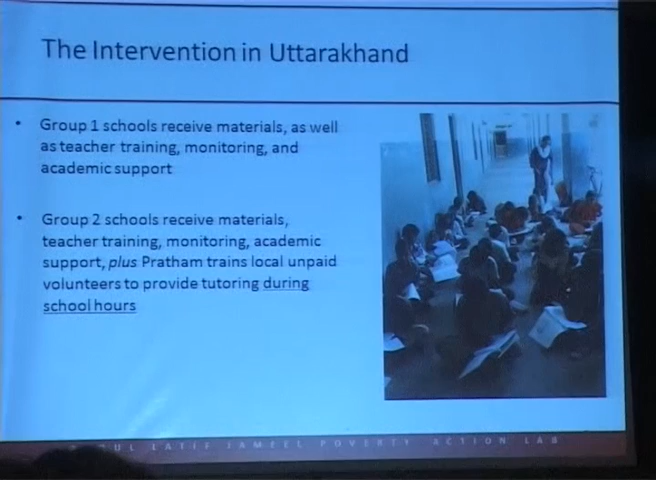 The Intervention in Uttarakhand
• Group 1 schools receive materials, as well
as teacher training, monitoring, and
academic support
• Group 2 schools receive materials,
teacher training, monitoring, academic
support, plus Pratham trains local unpaid
volunteers to provide tutoring during
school hours
LATIF JAMEEL POVERTY ACTION LAB